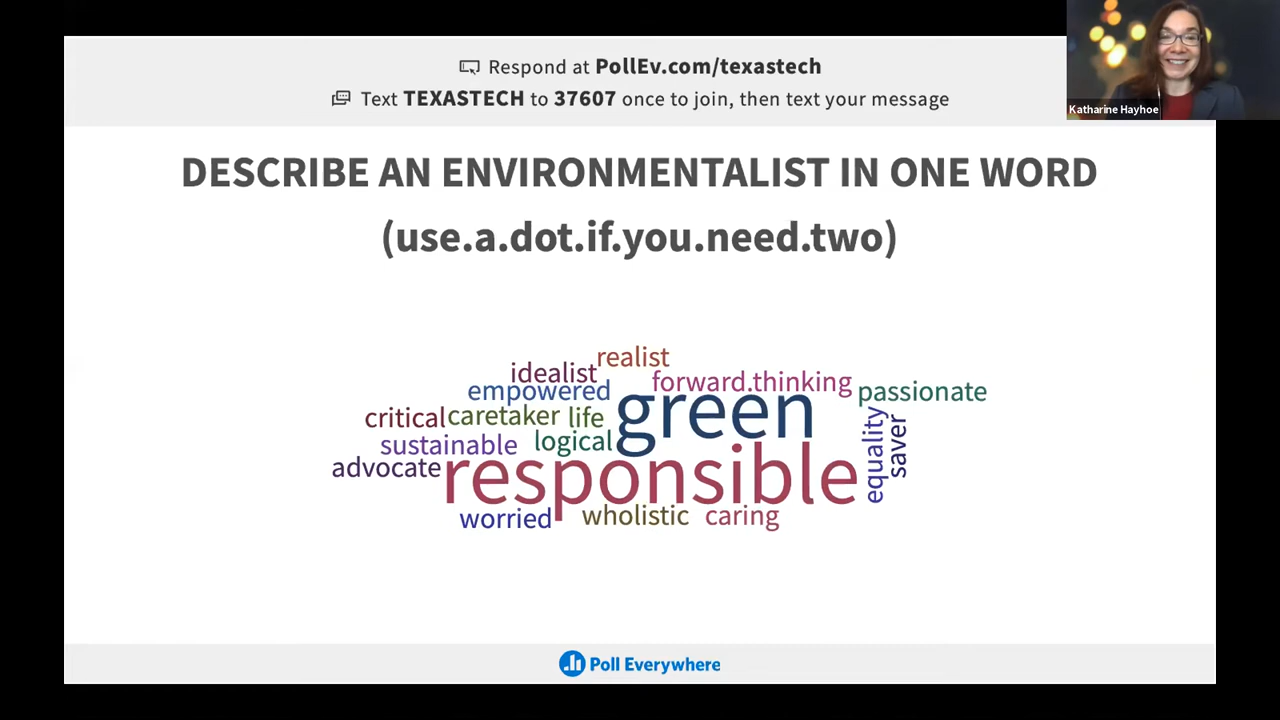 Respond at PollEv.com/texastech
Text TEXASTECH to 37607 once to join, then text your message
Katharine Hayhoe
DESCRIBE AN ENVIRONMENTALIST IN ONE WORD
(use.a.dot.if.you.need.two)
realist
idealist
forward.thinking
empowered
passionate
green
critical
caretaker
life
equality
saver
sustainable
logical
advocate
responsible
worried
wholistic
caring
Poll Everywhere